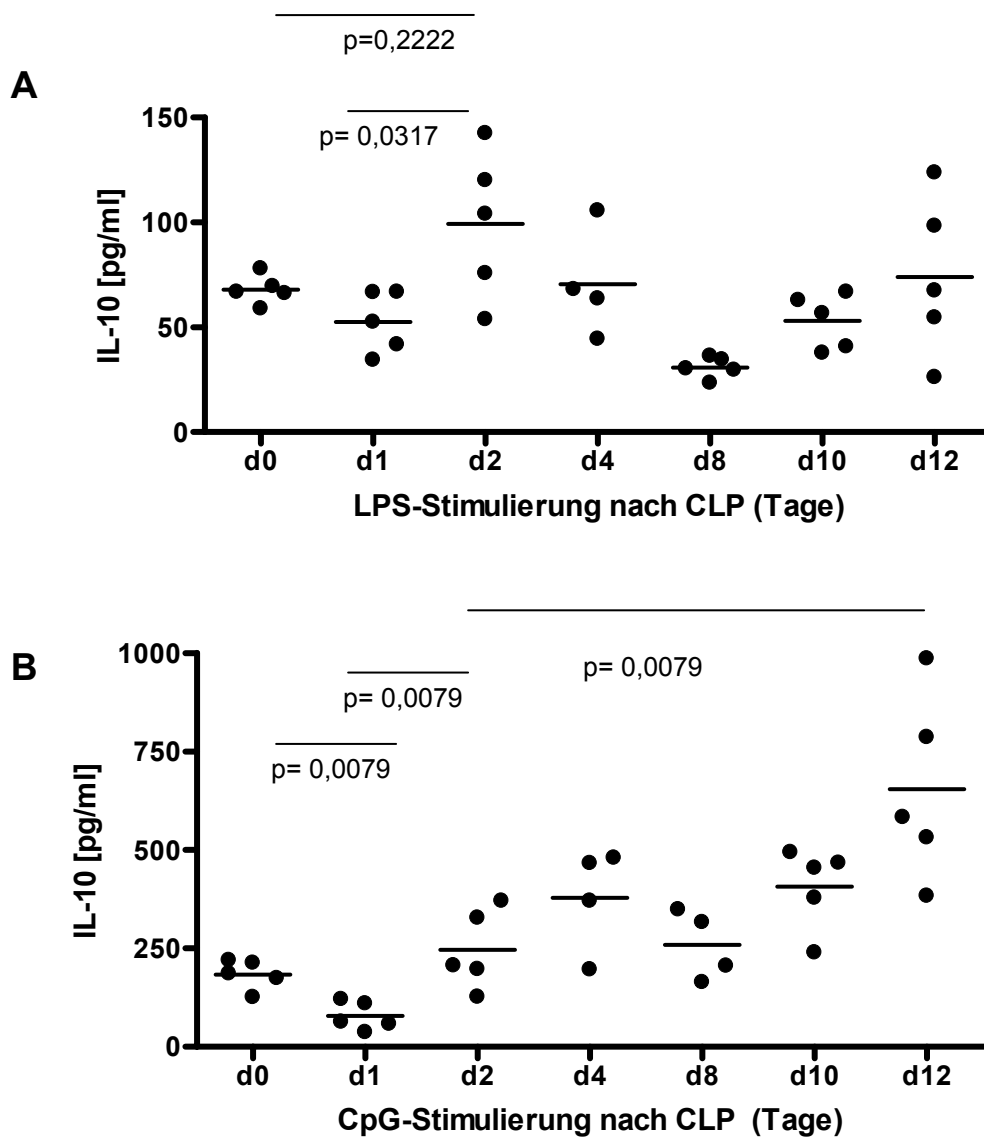 p=0,2222
A
p= 0,0317
IL-10 [pg/ml]
150
100
50
0
d0 d1 d2 d4 d8 d10 d12
LPS-Stimulierung nach CLP (Tage)
B
p= 0,0079
p= 0,0079
p= 0,0079
IL-10 [pg/ml]
1000
750
500
250
0
d0 d1 d2 d4 d8 d10 d12
CpG-Stimulierung nach CLP (Tage)